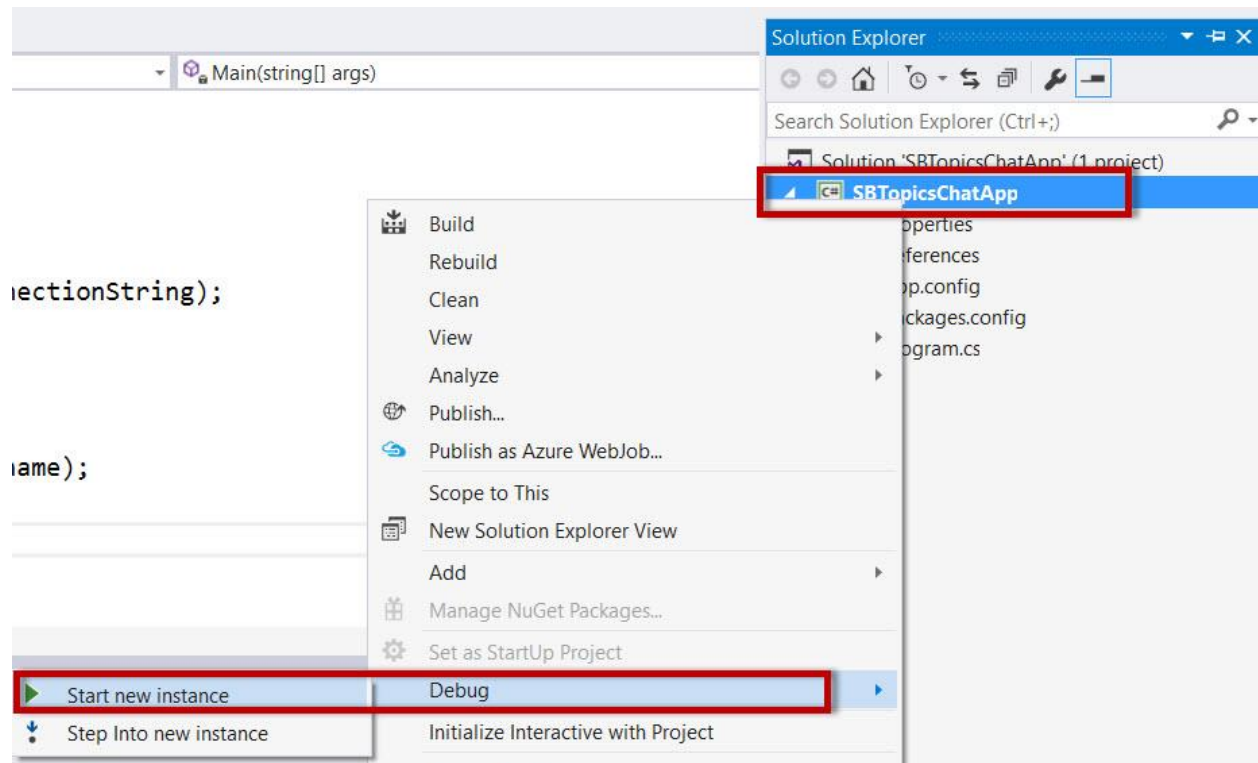 Solution Explorer
Main(string[] args)
Search Solution Explorer (Ctrl+;)
Solution 'SBTopicsChatApp' (1 project)
C# SBTopicsChatApp
operties
ferences
pp.config
ckages.config
ogram.cs
Build
Rebuild
Clean
View
Analyze
Publish...
Publish as Azure WebJob...
Scope to This
New Solution Explorer View
Add
Manage NuGet Packages...
Set as StartUp Project
Debug
Initialize Interactive with Project
nectionString);
name);
Start new instance
Step Into new instance